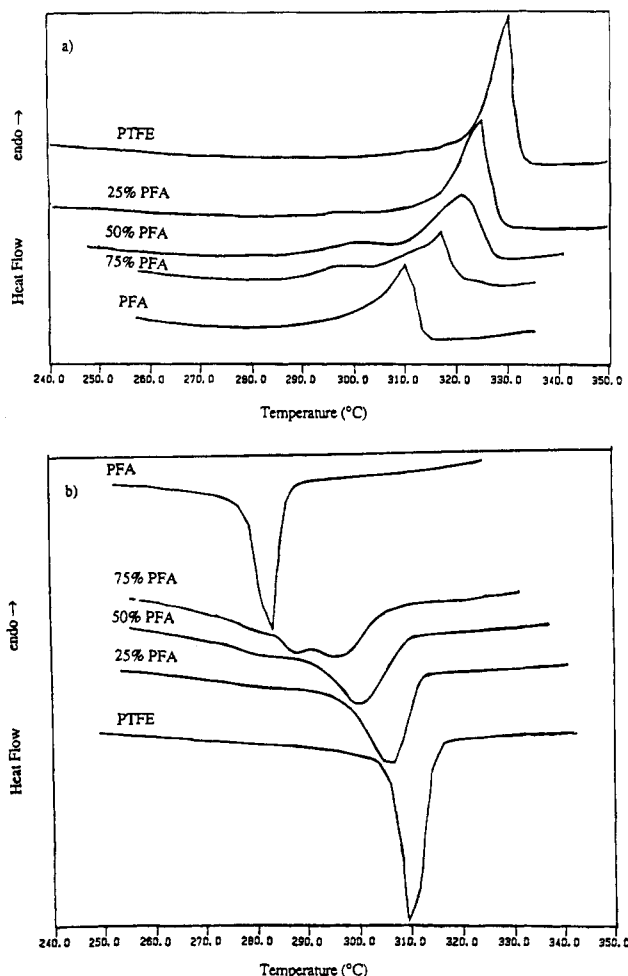 a)
endo →
Heat Flow
PTFE
25% PFA
50% PFA
75% PFA
PFA
240.0 250.0 260.0 270.0 280.0 290.0 300.0 310.0 320.0 330.0 340.0 350.0
Temperature (°C)
b)
endo →
Heat Flow
PFA
75% PFA
50% PFA
25% PFA
PTFE
240.0 250.0 260.0 270.0 280.0 290.0 300.0 310.0 320.0 330.0 340.0 350.0
Temperature (°C)